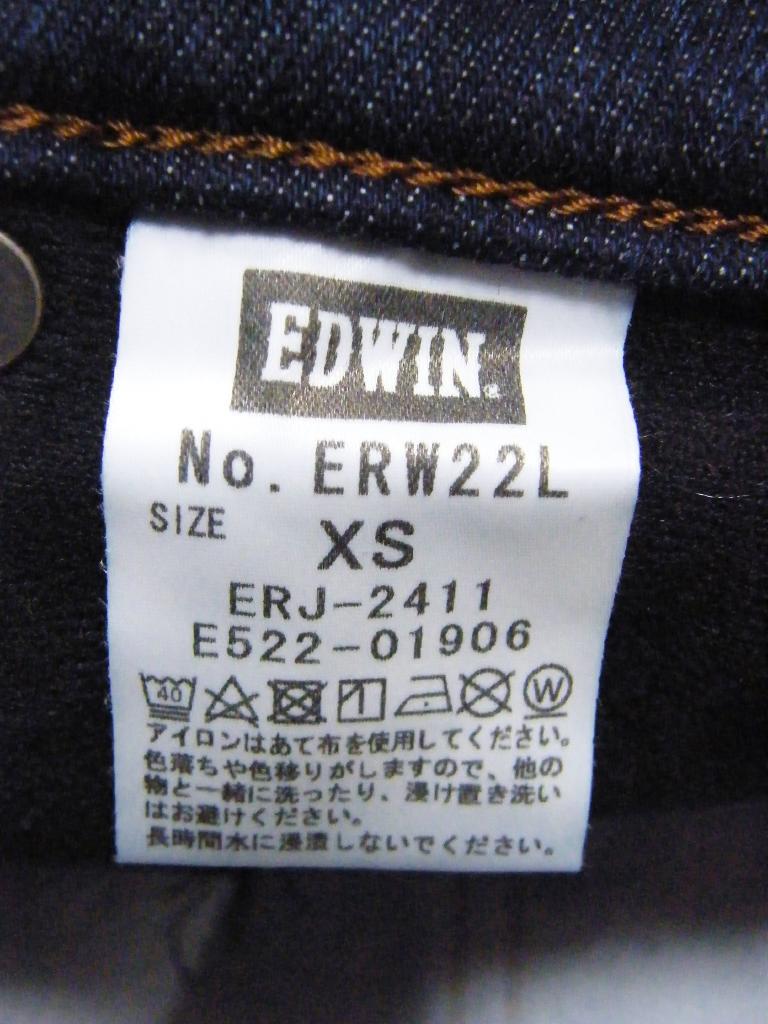 EDWIN®
No. ERW22L
SIZE XS
ERJ-2411
E522-01906
40 W
アイロンはあて布を使用してください。
色落ちや色移りがしますので、他の
物と一緒に洗ったり、浸け置き洗い
はお避けください。
長時間水に浸漬しないでください。